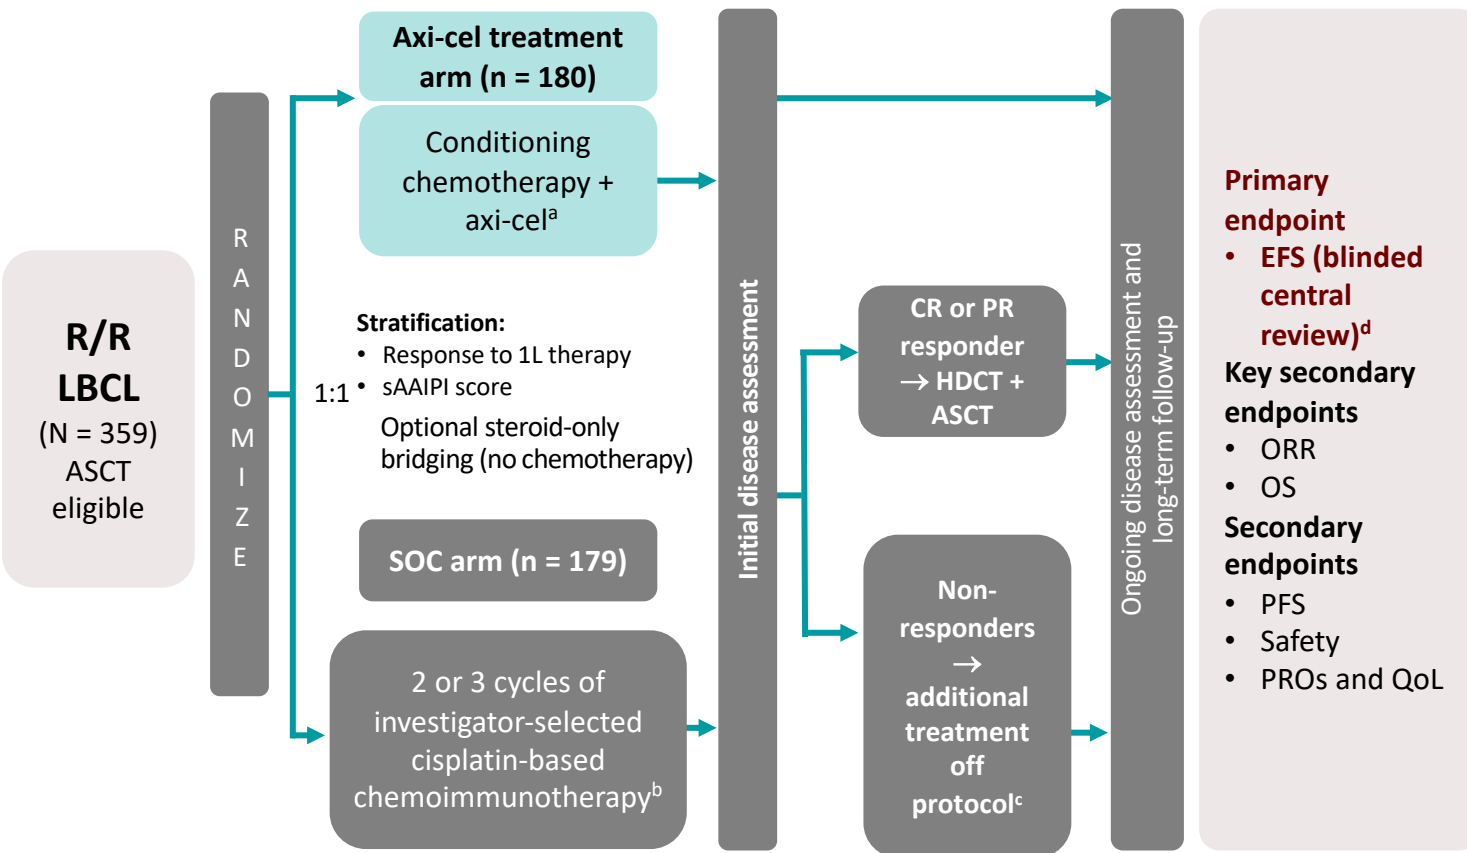 R/R
LBCL
(N = 359)
ASCT
eligible
R
A
N
D
O
M
I
Z
E
1:1
Axi-cel treatment
arm (n = 180)
Conditioning
chemotherapy +
axi-celᵃ
Stratification:
• Response to 1L therapy
• sAAIPI score
Optional steroid-only
bridging (no chemotherapy)
SOC arm (n = 179)
2 or 3 cycles of
investigator-selected
cisplatin-based
chemoimmunotherapyᵇ
Initial disease assessment
CR or PR
responder
→ HDCT +
ASCT
Non-
responders
→
additional
treatment
off
protocolᶜ
Ongoing disease assessment and
long-term follow-up
Primary
endpoint
• EFS (blinded
central
review)ᵈ
Key secondary
endpoints
• ORR
• OS
Secondary
endpoints
• PFS
• Safety
• PROs and QoL